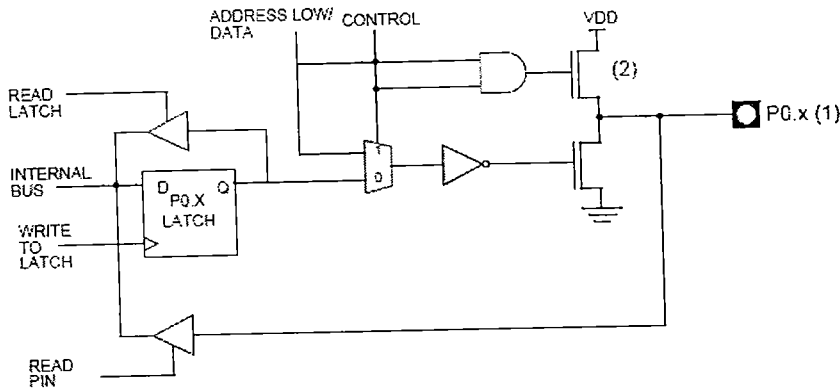 ADDRESS LOW/
DATA
CONTROL
VDD
(2)
READ
LATCH
P0.x (1)
1
0
INTERNAL
BUS
D
Q
P0.X
LATCH
WRITE
TO
LATCH
READ
PIN